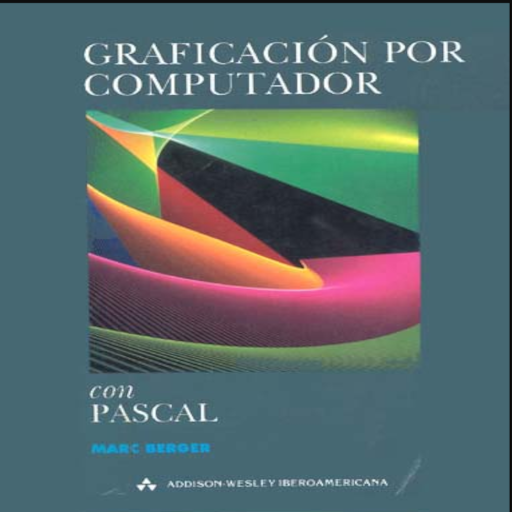 GRAFICACIÓN POR
COMPUTADOR
con
PASCAL
MARC BERGER
ADDISON-WESLEY IBEROAMERICANA